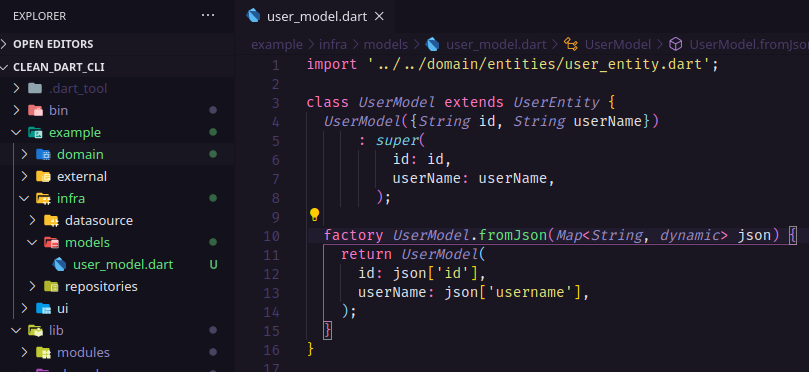 EXPLORER
···
OPEN EDITORS
CLEAN_DART_CLI
.dart_tool
bin
example
domain
external
infra
datasource
models
user_model.dart U
repositories
ui
lib
modules
user_model.dart
example > infra > models > user_model.dart > UserModel > UserModel.fromJson
1 import '../../domain/entities/user_entity.dart';
2
3 class UserModel extends UserEntity {
4 UserModel({String id, String userName})
5 : super(
6 id: id,
7 userName: userName,
8 );
9
10 factory UserModel.fromJson(Map<String, dynamic> json) {
11 return UserModel(
12 id: json['id'],
13 userName: json['username'],
14 );
15 }
16 }
17